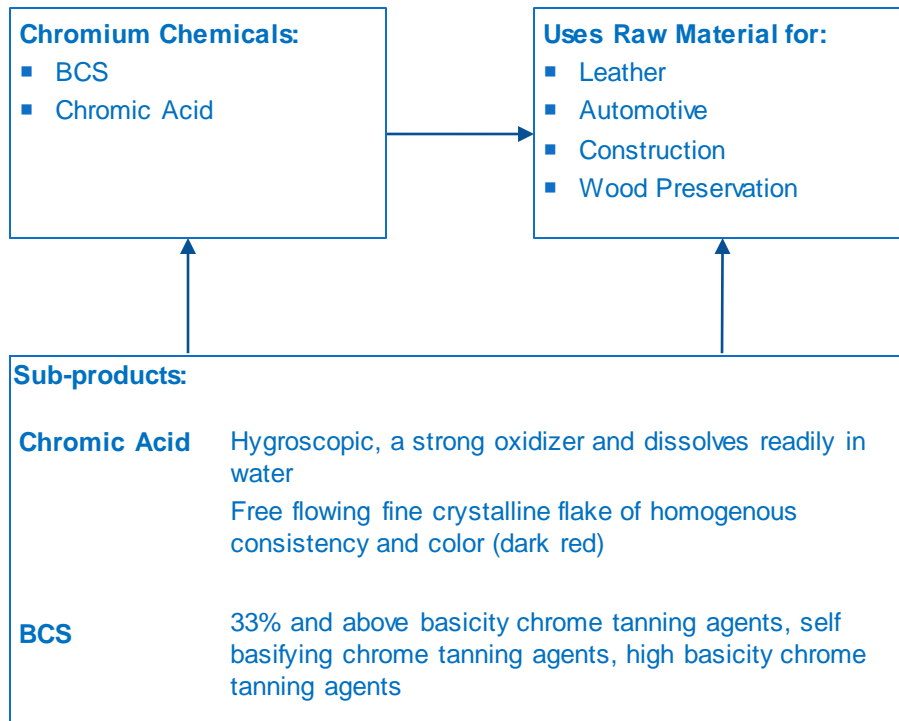 Chromium Chemicals:
▪ BCS
▪ Chromic Acid
Uses Raw Material for:
▪ Leather
▪ Automotive
▪ Construction
▪ Wood Preservation
Sub-products:
Chromic Acid
Hygroscopic, a strong oxidizer and dissolves readily in
water
Free flowing fine crystalline flake of homogenous
consistency and color (dark red)
BCS
33% and above basicity chrome tanning agents, self
basifying chrome tanning agents, high basicity chrome
tanning agents